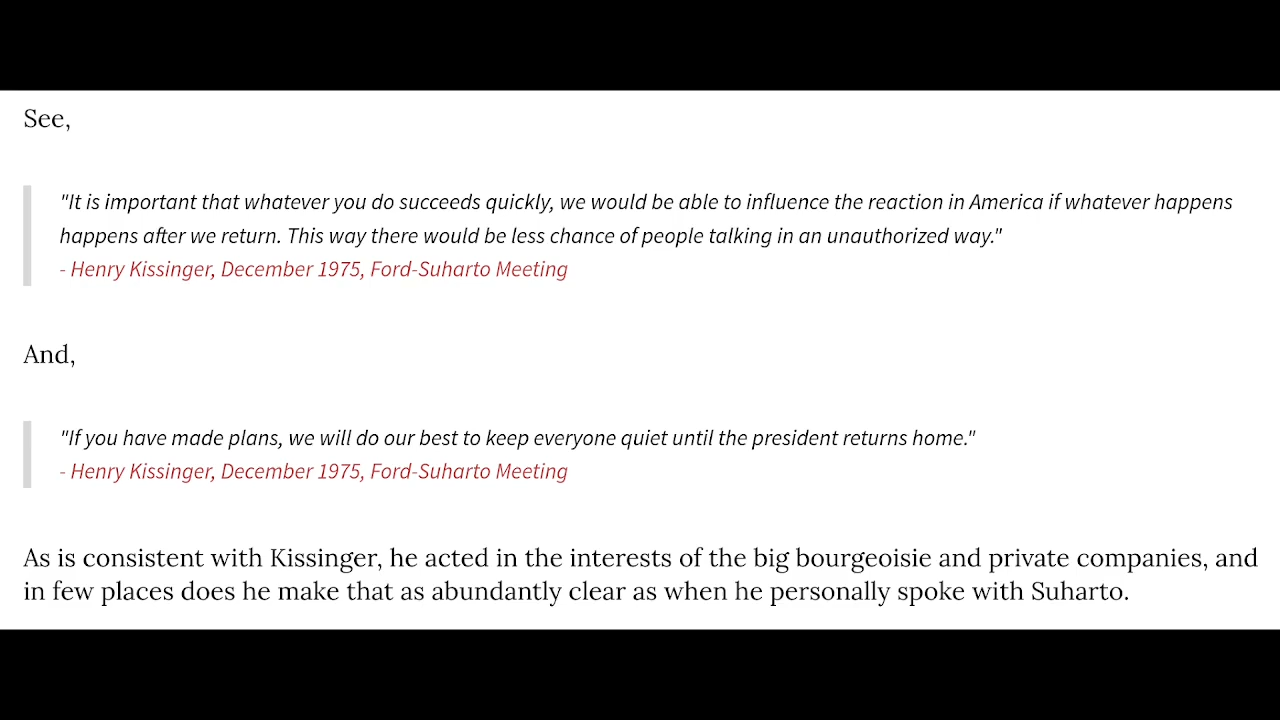 See,
"It is important that whatever you do succeeds quickly, we would be able to influence the reaction in America if whatever happens
happens after we return. This way there would be less chance of people talking in an unauthorized way."
- Henry Kissinger, December 1975, Ford-Suharto Meeting
And,
"If you have made plans, we will do our best to keep everyone quiet until the president returns home."
- Henry Kissinger, December 1975, Ford-Suharto Meeting
As is consistent with Kissinger, he acted in the interests of the big bourgeoisie and private companies, and
in few places does he make that as abundantly clear as when he personally spoke with Suharto.